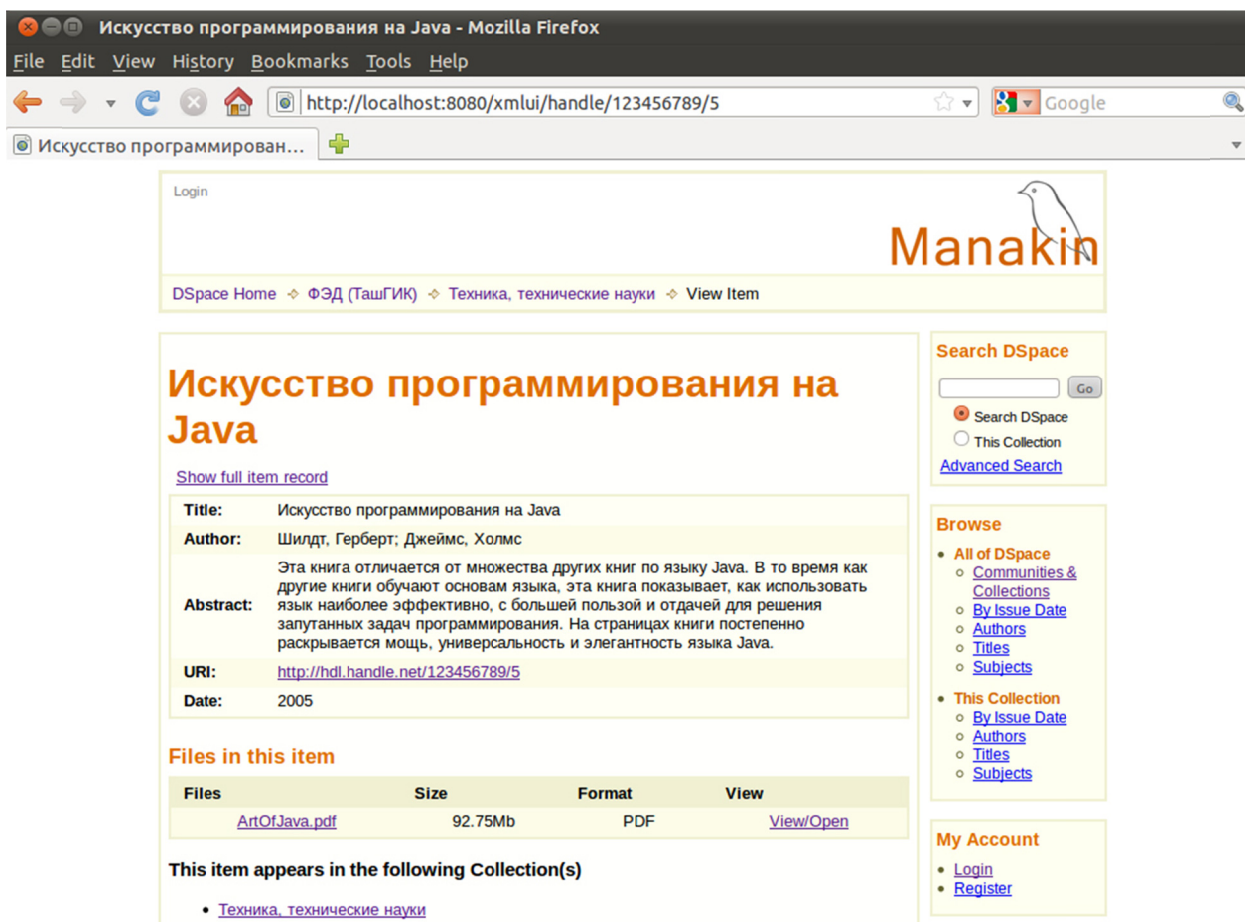 Искусство программирования на Java - Mozilla Firefox
File Edit View History Bookmarks Tools Help
http://localhost:8080/xmlui/handle/123456789/5
Google
Искусство программирован...
Login
Manakin
DSpace Home ФЭД (ТашГИК) Техника, технические науки View Item
Искусство программирования на
Java
Show full item record
Title: Искусство программирования на Java
Author: Шилдт, Герберт; Джеймс, Холмс
Abstract:
Эта книга отличается от множества других книг по языку Java. В то время как
другие книги обучают основам языка, эта книга показывает, как использовать
язык наиболее эффективно, с большей пользой и отдачей для решения
запутанных задач программирования. На страницах книги постепенно
раскрывается мощь, универсальность и элегантность языка Java.
URI: http://hdl.handle.net/123456789/5
Date: 2005
Files in this item
Files Size Format View
ArtOfJava.pdf 92.75Mb PDF View/Open
This item appears in the following Collection(s)
• Техника, технические науки
Search DSpace
Go
Search DSpace
This Collection
Advanced Search
Browse
• All of DSpace
Communities &
Collections
By Issue Date
Authors
Titles
Subjects
• This Collection
By Issue Date
Authors
Titles
Subjects
My Account
• Login
• Register